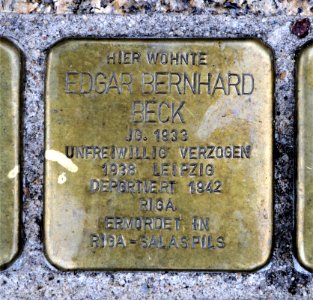 HIER WOHNTE
EDGAR BERNHARD
BECK
JG. 1933
UNFREIWILLIG VERZOGEN
1938 LEIPZIG
DEPORTIERT 1942
RIGA
ERMORDET IN
RIGA-SALASPILS